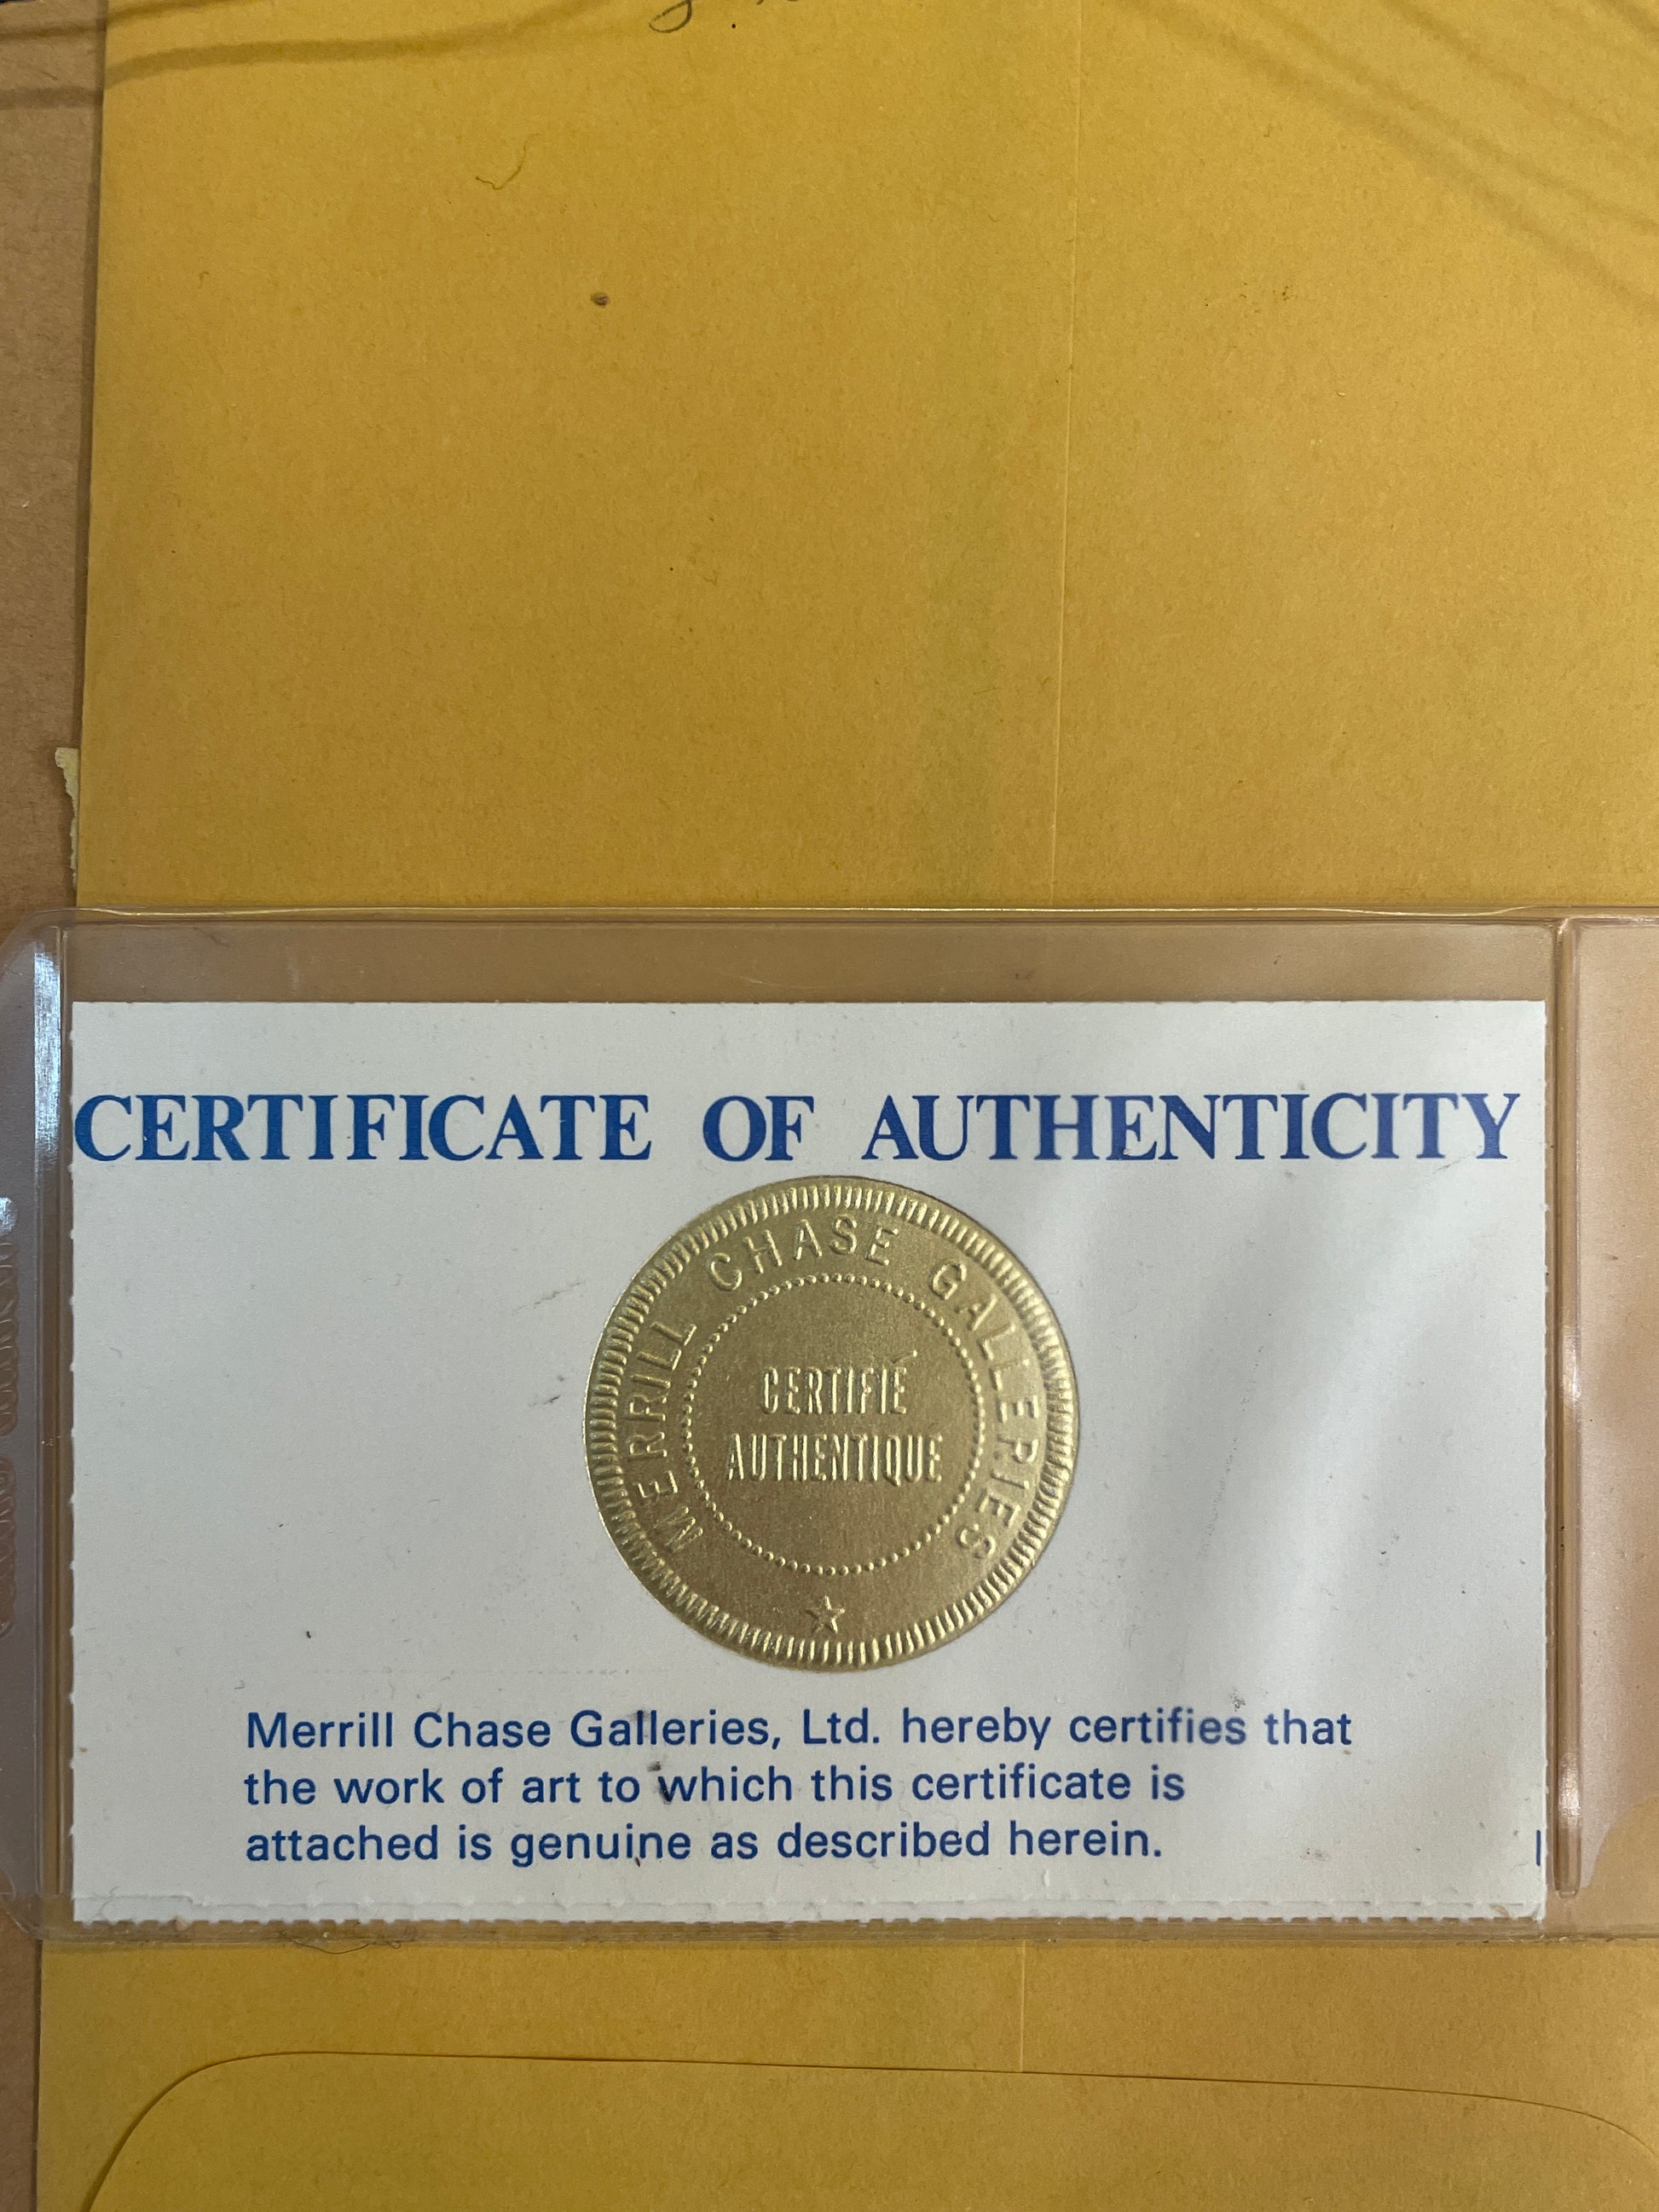 CERTIFICATE OF AUTHENTICITY
MERRILL CHASE GALLERIES
CERTIFIÉ
AUTHENTIQUE
Merrill Chase Galleries, Ltd. hereby certifies that
the work of art to which this certificate is
attached is genuine as described herein.